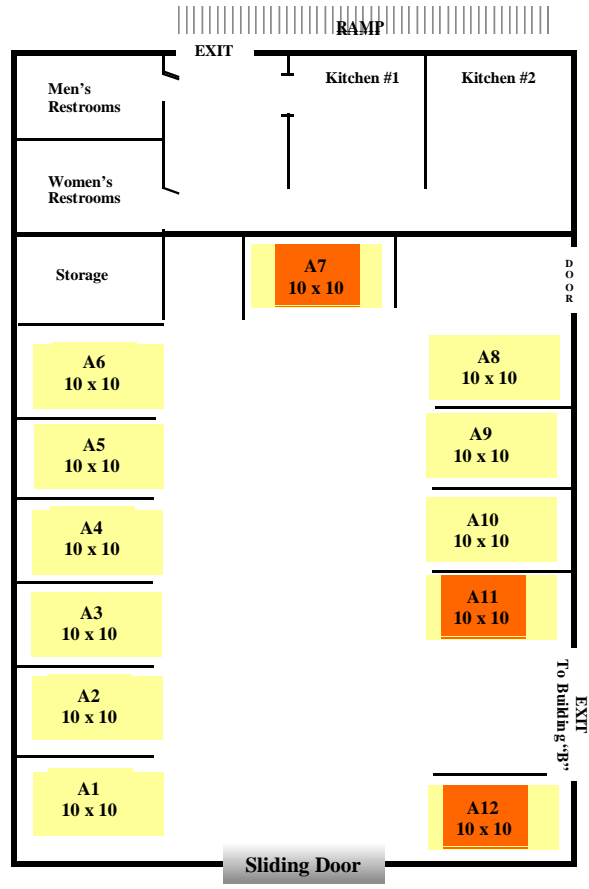 RAMP
EXIT
Kitchen #1
Kitchen #2
Men's
Restrooms
Women's
Restrooms
Storage
A7
10 x 10
DOOR
A6
10 x 10
A8
10 x 10
A5
10 x 10
A9
10 x 10
A4
10 x 10
A10
10 x 10
A3
10 x 10
A11
10 x 10
A2
10 x 10
EXIT
To Building “B”
A1
10 x 10
A12
10 x 10
Sliding Door